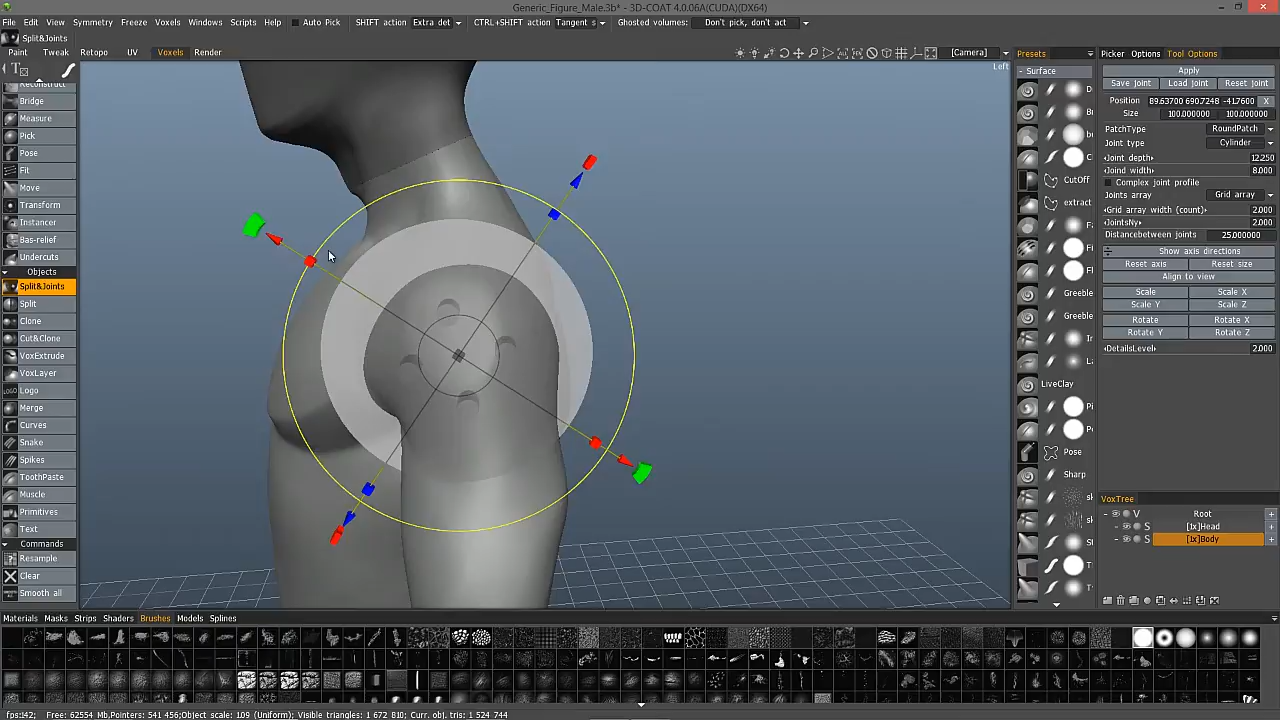 Generic_Figure_Male.3b* - 3D-COAT 4.0.06A(CUDA)(DX64)
File Edit View Symmetry Freeze Voxels Windows Scripts Help Auto Pick SHIFT action Extra det CTRL+SHIFT action Tangent s Ghosted volumes: Don't pick, don't act
Split&Joints
Paint Tweak Retopo UV Voxels Render [Camera]
Left
Reconstruct
Bridge
Measure
Pick
Pose
Fit
Move
Transform
Instancer
Bas-relief
Undercuts
Objects
Split&Joints
Split
Clone
Cut&Clone
VoxExtrude
VoxLayer
Logo
Merge
Curves
Snake
Spikes
ToothPaste
Muscle
Primitives
Text
Commands
Resample
Clear
Smooth all
Presets
Surface
CutOff
extract
Greeble
Greeble
LiveClay
Pose
Sharp
Picker Options Tool Options
Apply
Save joint Load joint Reset joint
Position 89.63700 690.7248 -41.7600 X
Size 100.000000 100.000000
PatchType RoundPatch
Joint type Cylinder
Joint depth 12.250
Joind width 8.000
Complex joint profile
Joints array Grid array
Grid array width (count) 2.000
JointsNy 2.000
Distancebetween joints 25.000000
Show axis directions
Reset axis Reset size
Align to view
Scale Scale X
Scale Y Scale Z
Rotate Rotate X
Rotate Y Rotate Z
DetailsLevel 2.000
VoxTree
V Root +
S [1x]Head +
S [1x]Body +
Materials Masks Strips Shaders Brushes Models Splines
fps:142; Free: 62554 Mb,Pointers: 541 456;Object scale: 109 (Uniform), Visible triangles: 1 672 810; Curr. obj. tris: 1 524 744